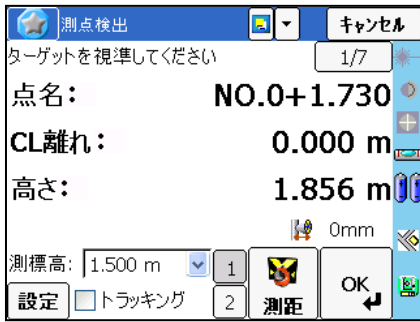 測点検出 キャンセル
ターゲットを視準してください 1/7
点名: NO.0+1.730
CL離れ: 0.000 m
高さ: 1.856 m
0mm
測標高: 1.500 m 1
設定 トラッキング 2 測距 OK